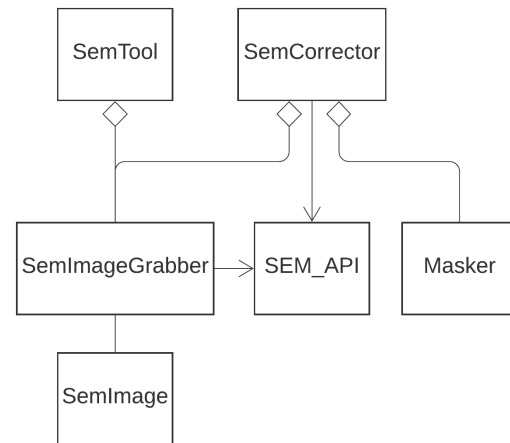 SemTool
SemCorrector
SemImageGrabber
SEM_API
Masker
SemImage